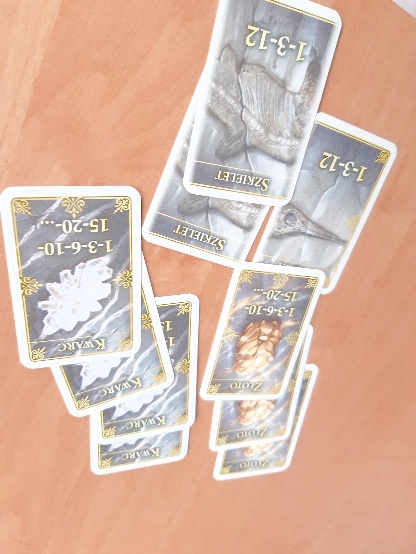 1-3-12
SZKIELET
SZKIELET
1-3-12
1-3-6-10-
15-20-...
KWARC
KWARC
KWARC
KWARC
1-3-6-10-
15-20-...
ZŁOTO
ZŁOTO
ZŁOTO